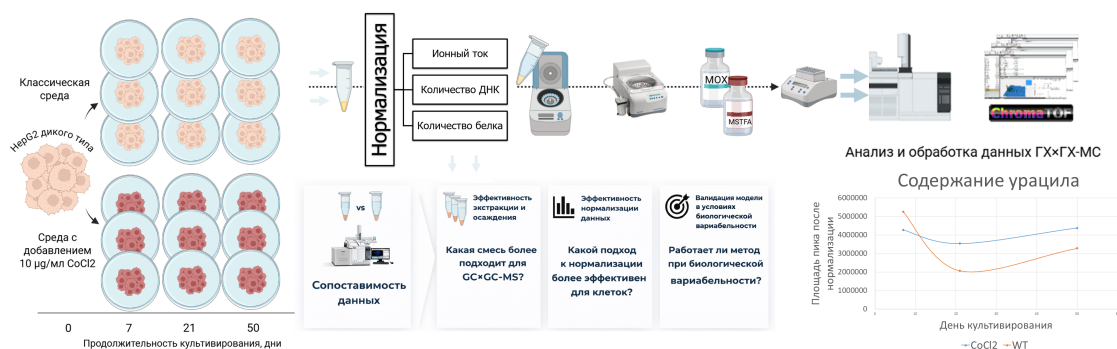 Классическая
среда
HepG2 дикого типа
Среда с
добавлением
10 µg/мл CoCl2
0
7
21
50
Продолжительность культивирования, дни
Нормализация
Ионный ток
Количество ДНК
Количество белка
MOX
MSTFA
ChromaTOF
Анализ и обработка данных ГХ×ГХ-МС
vs
Сопоставимость
данных
Эффективность
экстракции и
осаждения
Какая смесь более
подходит для
GC×GC-MS?
Эффективность
нормализации
данных
Какой подход
к нормализации
более эффективен
для клеток?
Валидация модели
в условиях
биологической
вариабельности
Работает ли метод
при биологической
вариабельности?
Содержание урацила
Площадь пика после
нормализации
6000000
5000000
4000000
3000000
2000000
1000000
0
День культивирования
CoCl2
WT